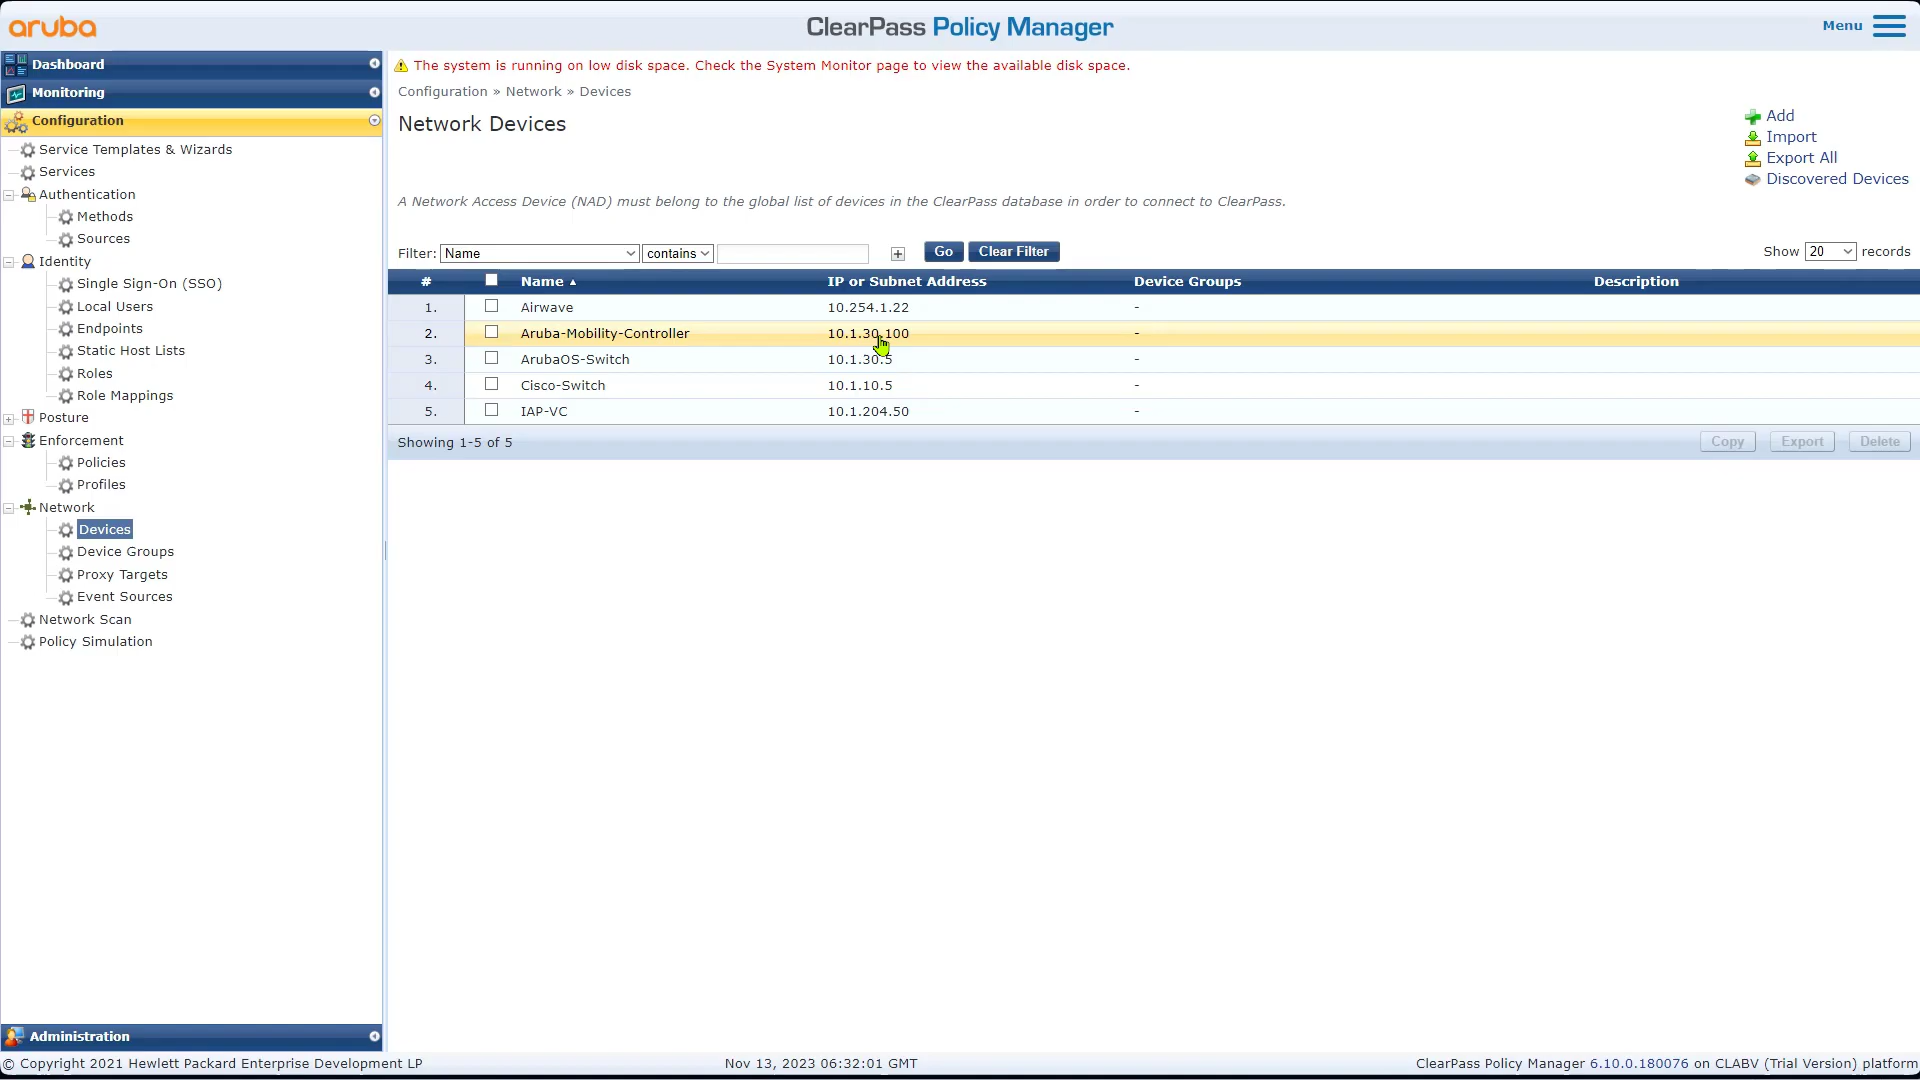 aruba
ClearPass Policy Manager
Menu
Dashboard
Monitoring
Configuration
Service Templates & Wizards
Services
Authentication
Methods
Sources
Identity
Single Sign-On (SSO)
Local Users
Endpoints
Static Host Lists
Roles
Role Mappings
Posture
Enforcement
Policies
Profiles
Network
Devices
Device Groups
Proxy Targets
Event Sources
Network Scan
Policy Simulation
Administration
The system is running on low disk space. Check the System Monitor page to view the available disk space.
Configuration » Network » Devices
Network Devices
Add
Import
Export All
Discovered Devices
A Network Access Device (NAD) must belong to the global list of devices in the ClearPass database in order to connect to ClearPass.
Filter: Name contains + Go Clear Filter Show 20 records
# Name ▲ IP or Subnet Address Device Groups Description
1. Airwave 10.254.1.22 -
2. Aruba-Mobility-Controller 10.1.30.100 -
3. ArubaOS-Switch 10.1.30.5 -
4. Cisco-Switch 10.1.10.5 -
5. IAP-VC 10.1.204.50 -
Showing 1-5 of 5 Copy Export Delete
© Copyright 2021 Hewlett Packard Enterprise Development LP Nov 13, 2023 06:32:01 GMT ClearPass Policy Manager 6.10.0.180076 on CLABV (Trial Version) platform